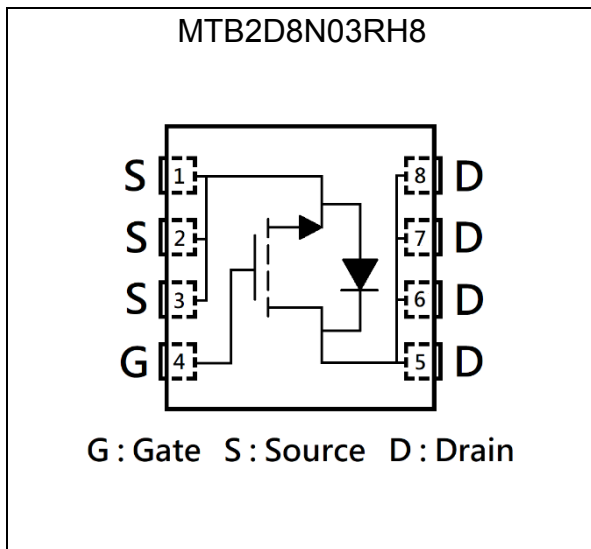 MTB2D8N03RH8
S 1 8 D
S 2 7 D
S 3 6 D
G 4 5 D
G : Gate S : Source D : Drain